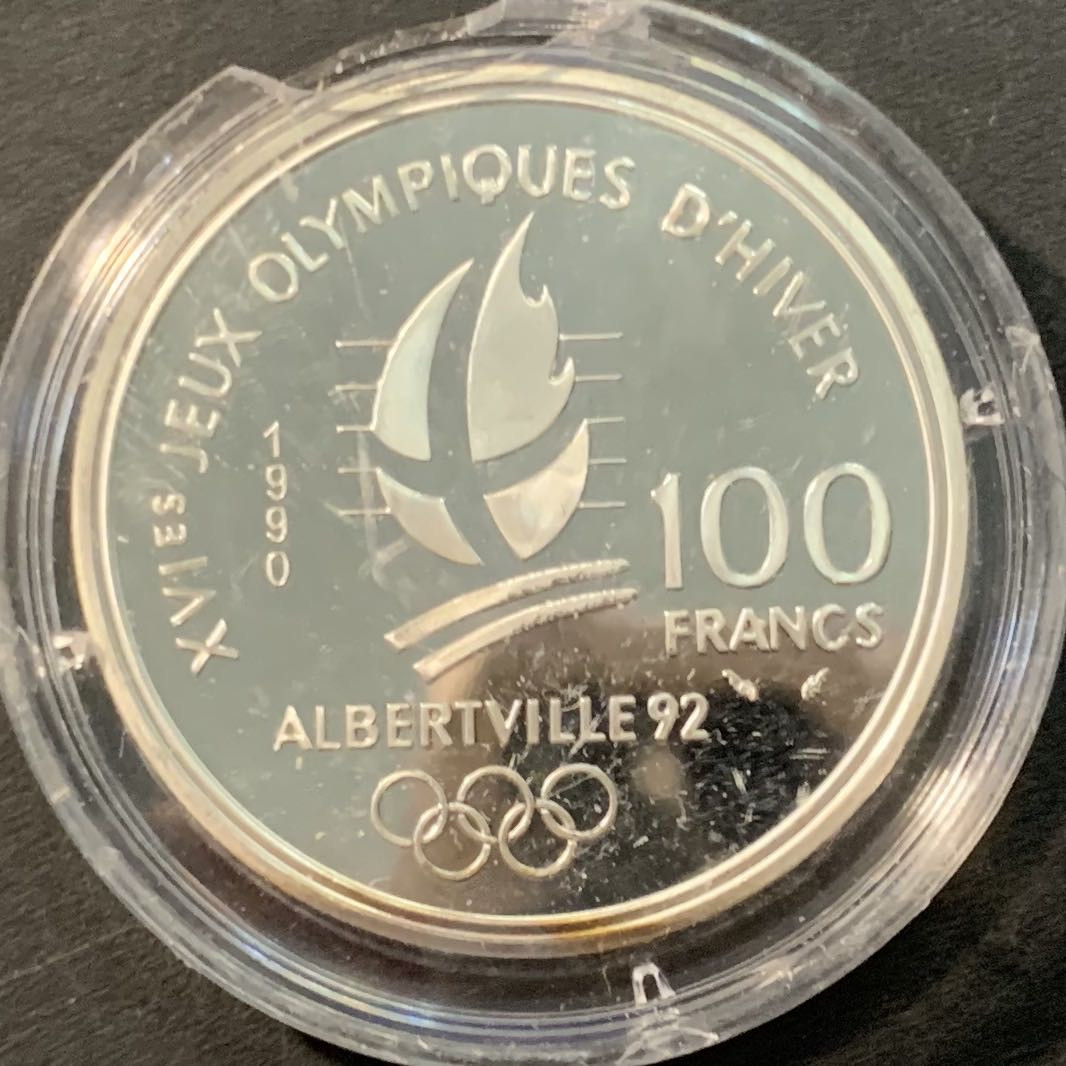 XVIES JEUX OLYMPIQUES D'HIVER
1990
100
FRANCS
ALBERTVILLE 92